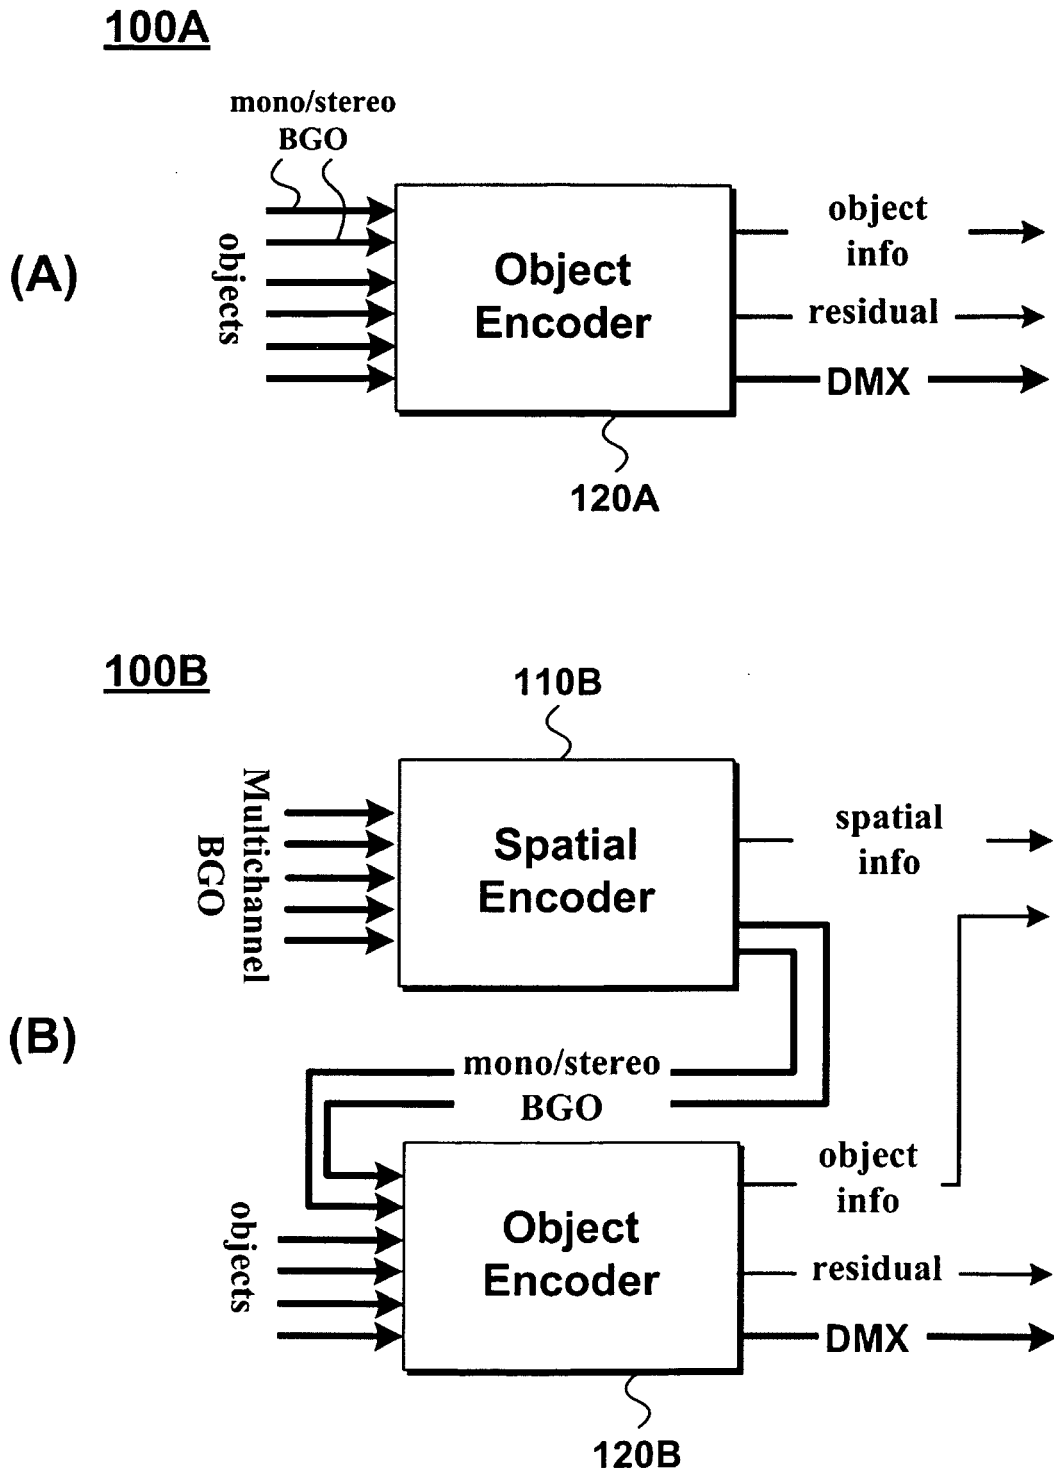 100A
mono/stereo
BGO
(A)
objects
Object
Encoder
object
info
residual
DMX
120A
100B
110B
Multichannel
BGO
Spatial
Encoder
spatial
info
(B)
mono/stereo
BGO
objects
Object
Encoder
object
info
residual
DMX
120B